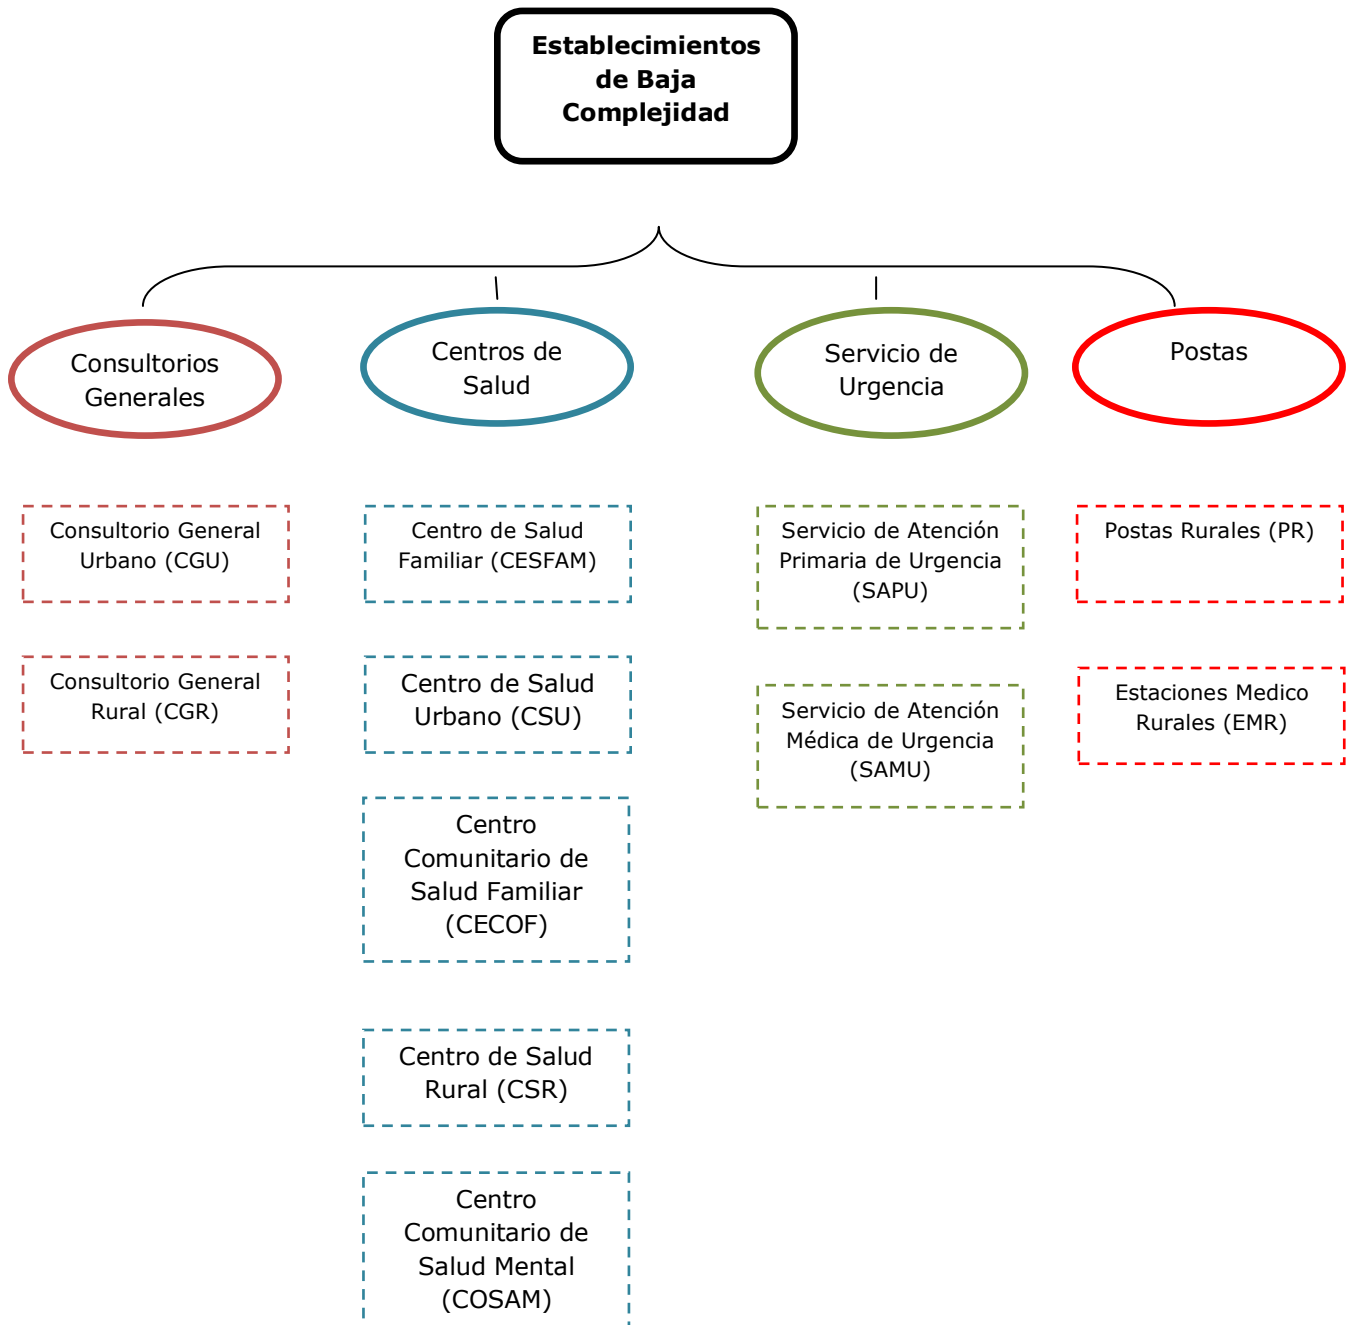 Establecimientos
de Baja
Complejidad
Consultorios
Generales
Centros de
Salud
Servicio de
Urgencia
Postas
Consultorio General
Urbano (CGU)
Consultorio General
Rural (CGR)
Centro de Salud
Familiar (CESFAM)
Centro de Salud
Urbano (CSU)
Centro
Comunitario de
Salud Familiar
(CECOF)
Centro de Salud
Rural (CSR)
Centro
Comunitario de
Salud Mental
(COSAM)
Servicio de Atención
Primaria de Urgencia
(SAPU)
Servicio de Atención
Médica de Urgencia
(SAMU)
Postas Rurales (PR)
Estaciones Medico
Rurales (EMR)